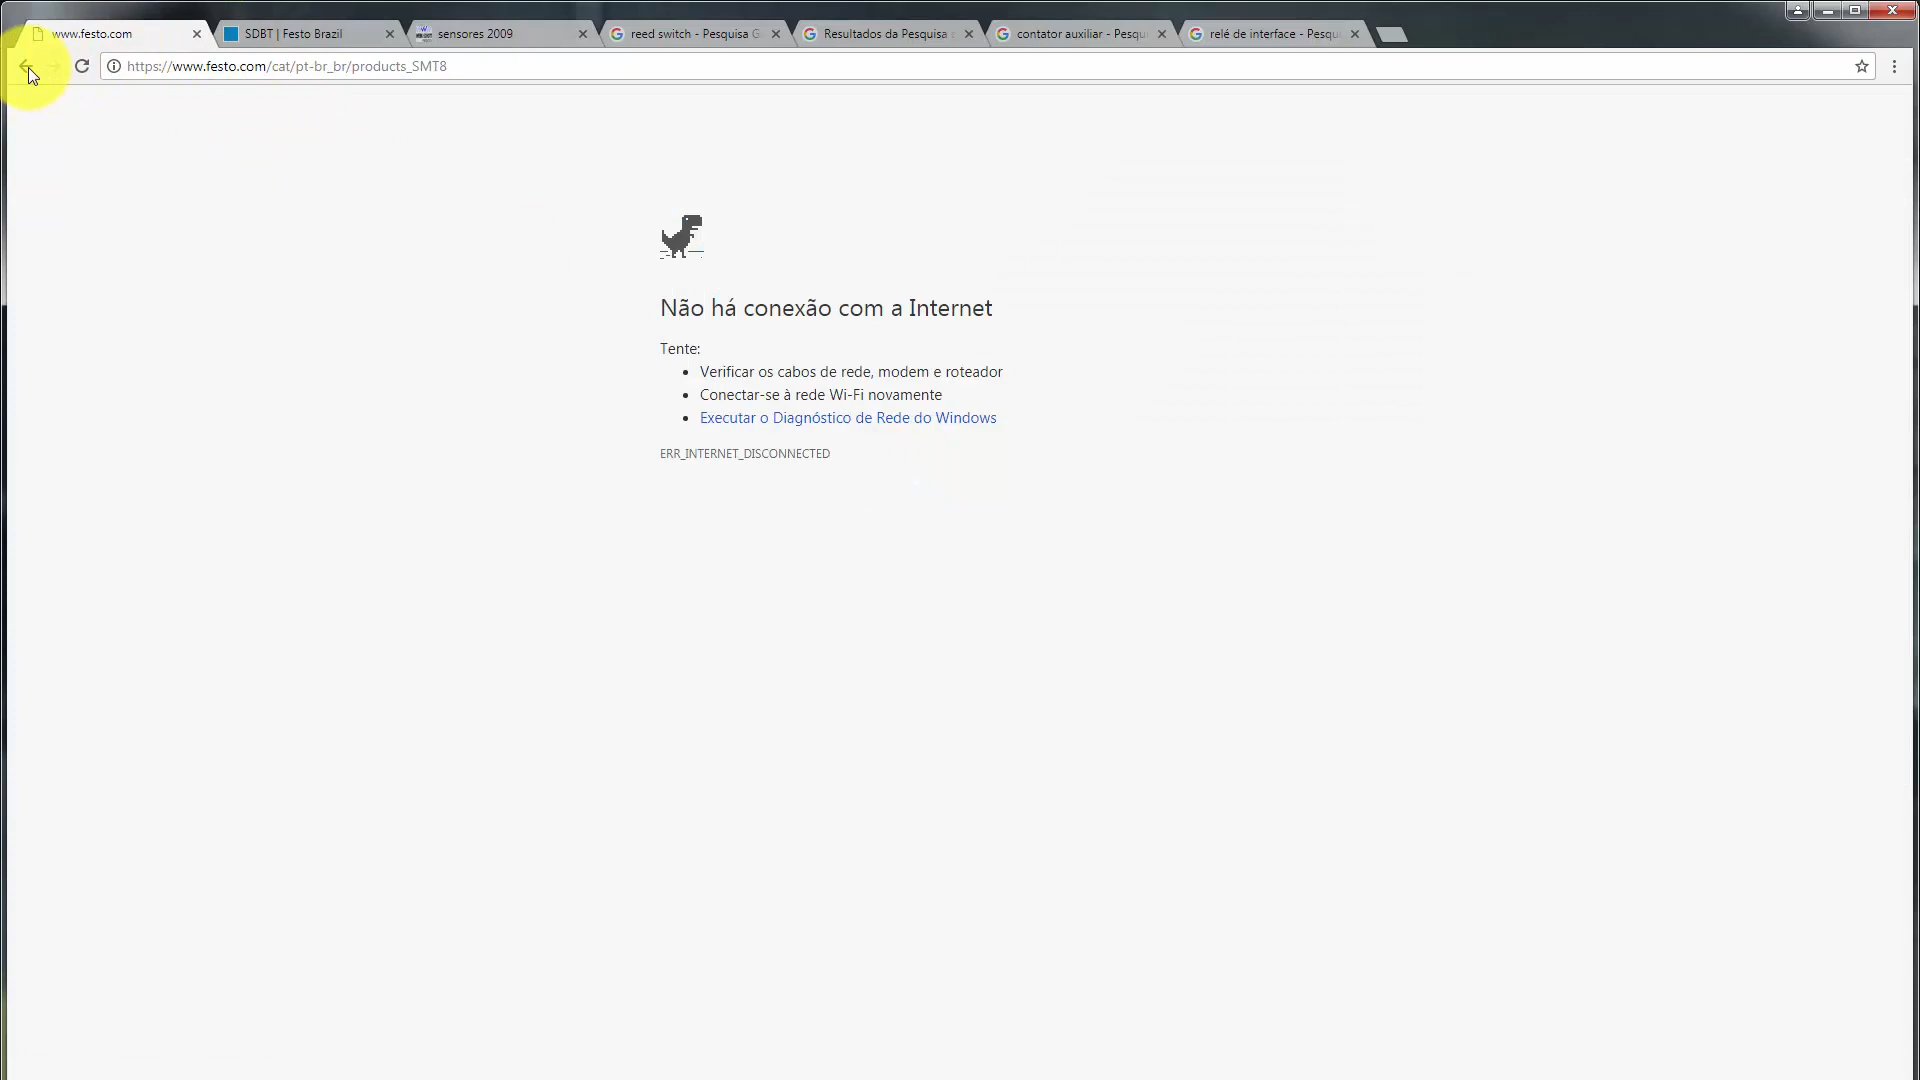 www.festo.com
SDBT | Festo Brazil
sensores 2009
reed switch - Pesquisa G
Resultados da Pesquisa
contator auxiliar - Pesqu
relé de interface - Pesqu
https://www.festo.com/cat/pt-br_br/products_SMT8
Não há conexão com a Internet
Tente:
• Verificar os cabos de rede, modem e roteador
• Conectar-se à rede Wi-Fi novamente
• Executar o Diagnóstico de Rede do Windows
ERR_INTERNET_DISCONNECTED